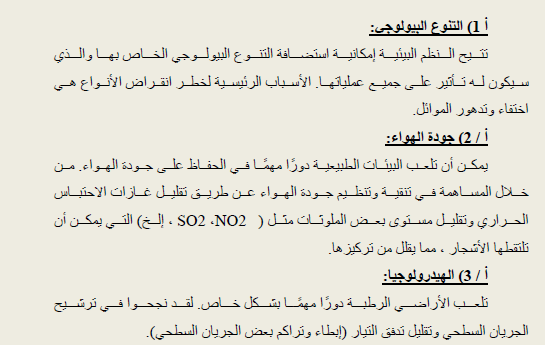 أ 1) التنوع البيولوجي:
تتيح النظم البيئية إمكانية استضافة التنوع البيولوجي الخاص بها والذي
سيكون له تأثير على جميع عملياتها. الأسباب الرئيسية لخطر انقراض الأنواع هي
اختفاء وتدهور الموائل.
أ / 2) جودة الهواء:
يمكن أن تلعب البيئات الطبيعية دورًا مهمًا في الحفاظ على جودة الهواء. من
خلال المساهمة في تنقية وتنظيم جودة الهواء عن طريق تقليل غازات الاحتباس
الحراري وتقليل مستوى بعض الملوثات مثل ( SO2 ،NO2 ، إلخ) التي يمكن أن
تلتقطها الأشجار ، مما يقلل من تركيزها.
أ / 3) الهيدرولوجيا:
تلعب الأراضي الرطبة دورًا مهمًا بشكل خاص. لقد نجحوا في ترشيح
الجريان السطحي وتقليل تدفق التيار (إبطاء وتراكم بعض الجريان السطحي).